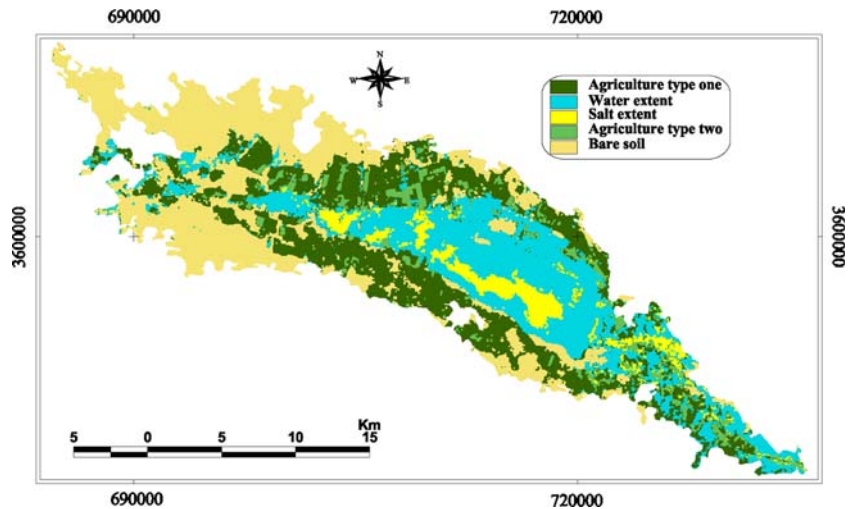 690000 720000
N
W E
S
Agriculture type one
Water extent
Salt extent
Agriculture type two
Bare soil
3600000 3600000
Km
5 0 5 10 15
690000 720000